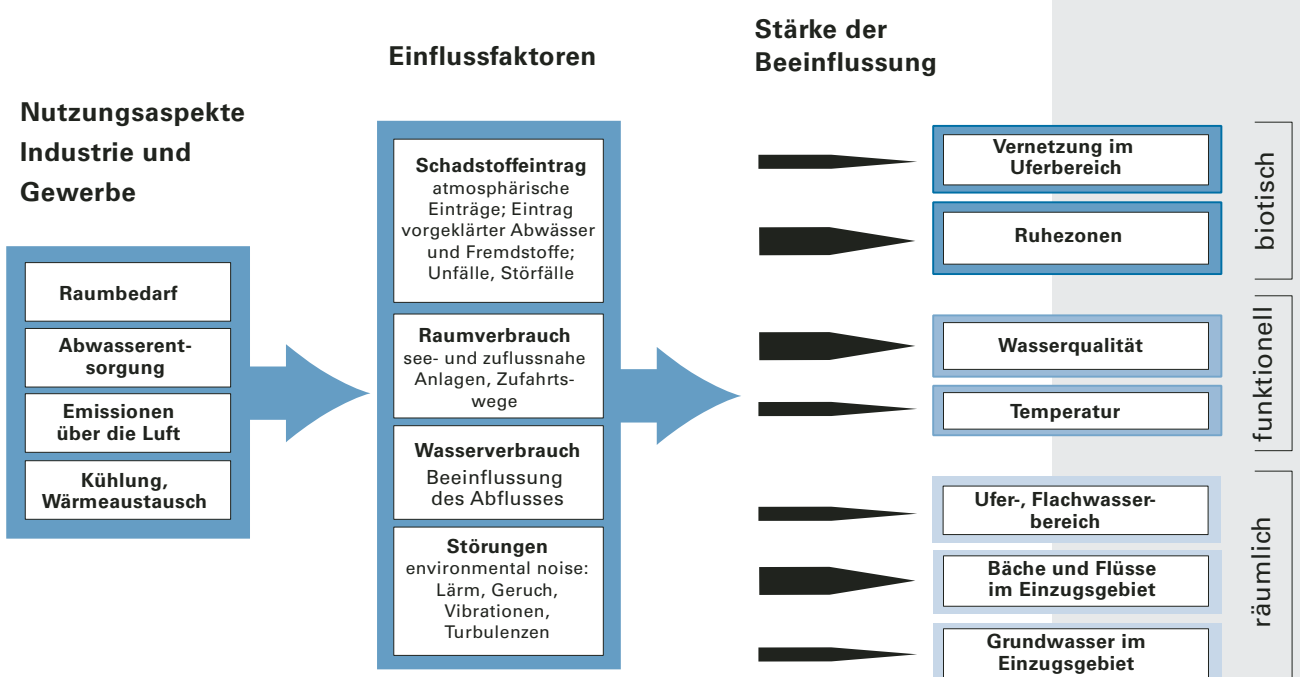 Nutzungsaspekte
Industrie und
Gewerbe
Raumbedarf
Abwasserent-
sorgung
Emissionen
über die Luft
Kühlung,
Wärmeaustausch
Einflussfaktoren
Schadstoffeintrag
atmosphärische
Einträge; Eintrag
vorgeklärter Abwässer
und Fremdstoffe;
Unfälle, Störfälle
Raumverbrauch
see- und zuflussnahe
Anlagen, Zufahrts-
wege
Wasserverbrauch
Beeinflussung
des Abflusses
Störungen
environmental noise:
Lärm, Geruch,
Vibrationen,
Turbulenzen
Stärke der
Beeinflussung
Vernetzung im
Uferbereich
Ruhezonen
biotisch
Wasserqualität
Temperatur
funktionell
Ufer-, Flachwasser-
bereich
Bäche und Flüsse
im Einzugsgebiet
Grundwasser im
Einzugsgebiet
räumlich